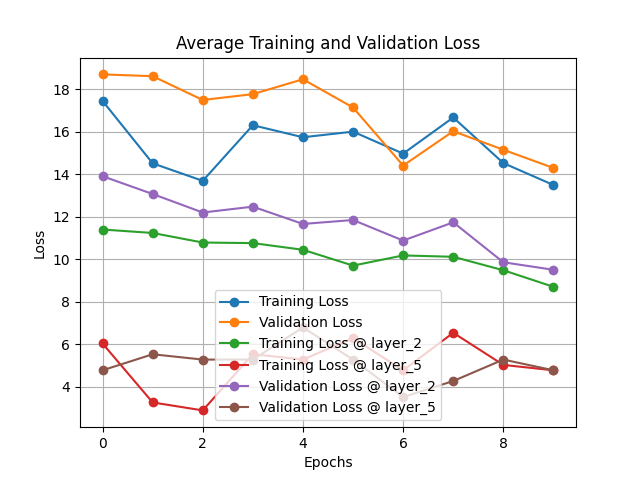 Average Training and Validation Loss
Loss
18
16
14
12
10
8
6
4
Training Loss
Validation Loss
Training Loss @ layer_2
Training Loss @ layer_5
Validation Loss @ layer_2
Validation Loss @ layer_5
0 2 4 6 8
Epochs